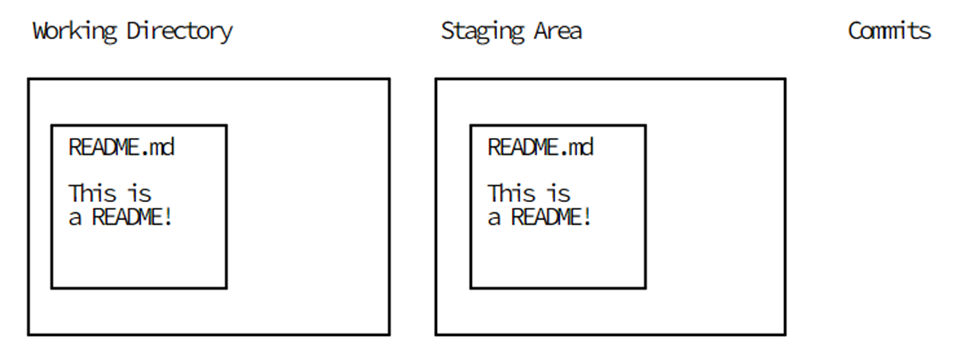 Working Directory
Staging Area
Commits
README.md
This is
a README!
README.md
This is
a README!